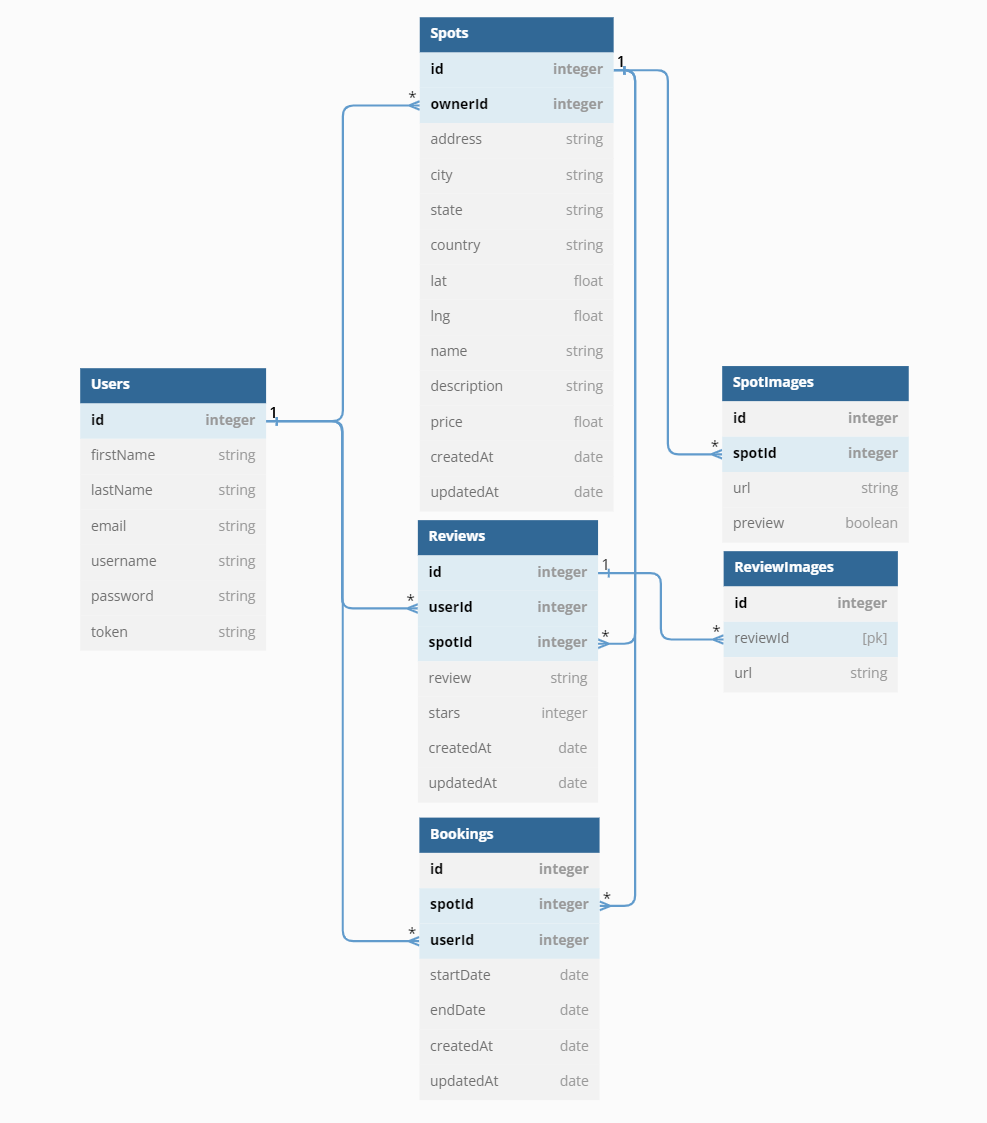 Spots
id integer
ownerId integer
address string
city string
state string
country string
lat float
lng float
name string
description string
price float
createdAt date
updatedAt date
1
*
Users
id integer
firstName string
lastName string
email string
username string
password string
token string
1
SpotImages
id integer
spotId integer
url string
preview boolean
*
Reviews
id integer
userId integer
spotId integer
review string
stars integer
createdAt date
updatedAt date
1
*
*
ReviewImages
id integer
reviewId [pk]
url string
*
Bookings
id integer
spotId integer
userId integer
startDate date
endDate date
createdAt date
updatedAt date
*
*